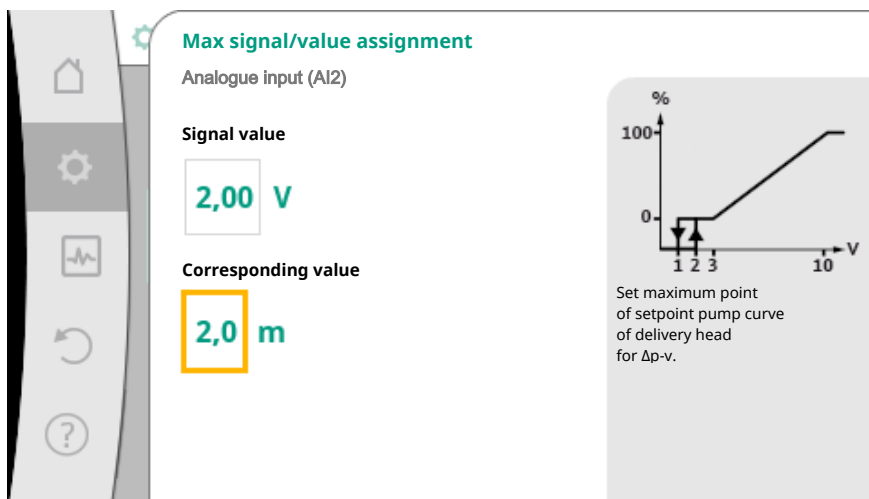 Max signal/value assignment
Analogue input (AI2)
Signal value
2,00 V
Corresponding value
2,0 m
?
%
100
0
1 2 3 10 V
Set maximum point
of setpoint pump curve
of delivery head
for Δp-v.